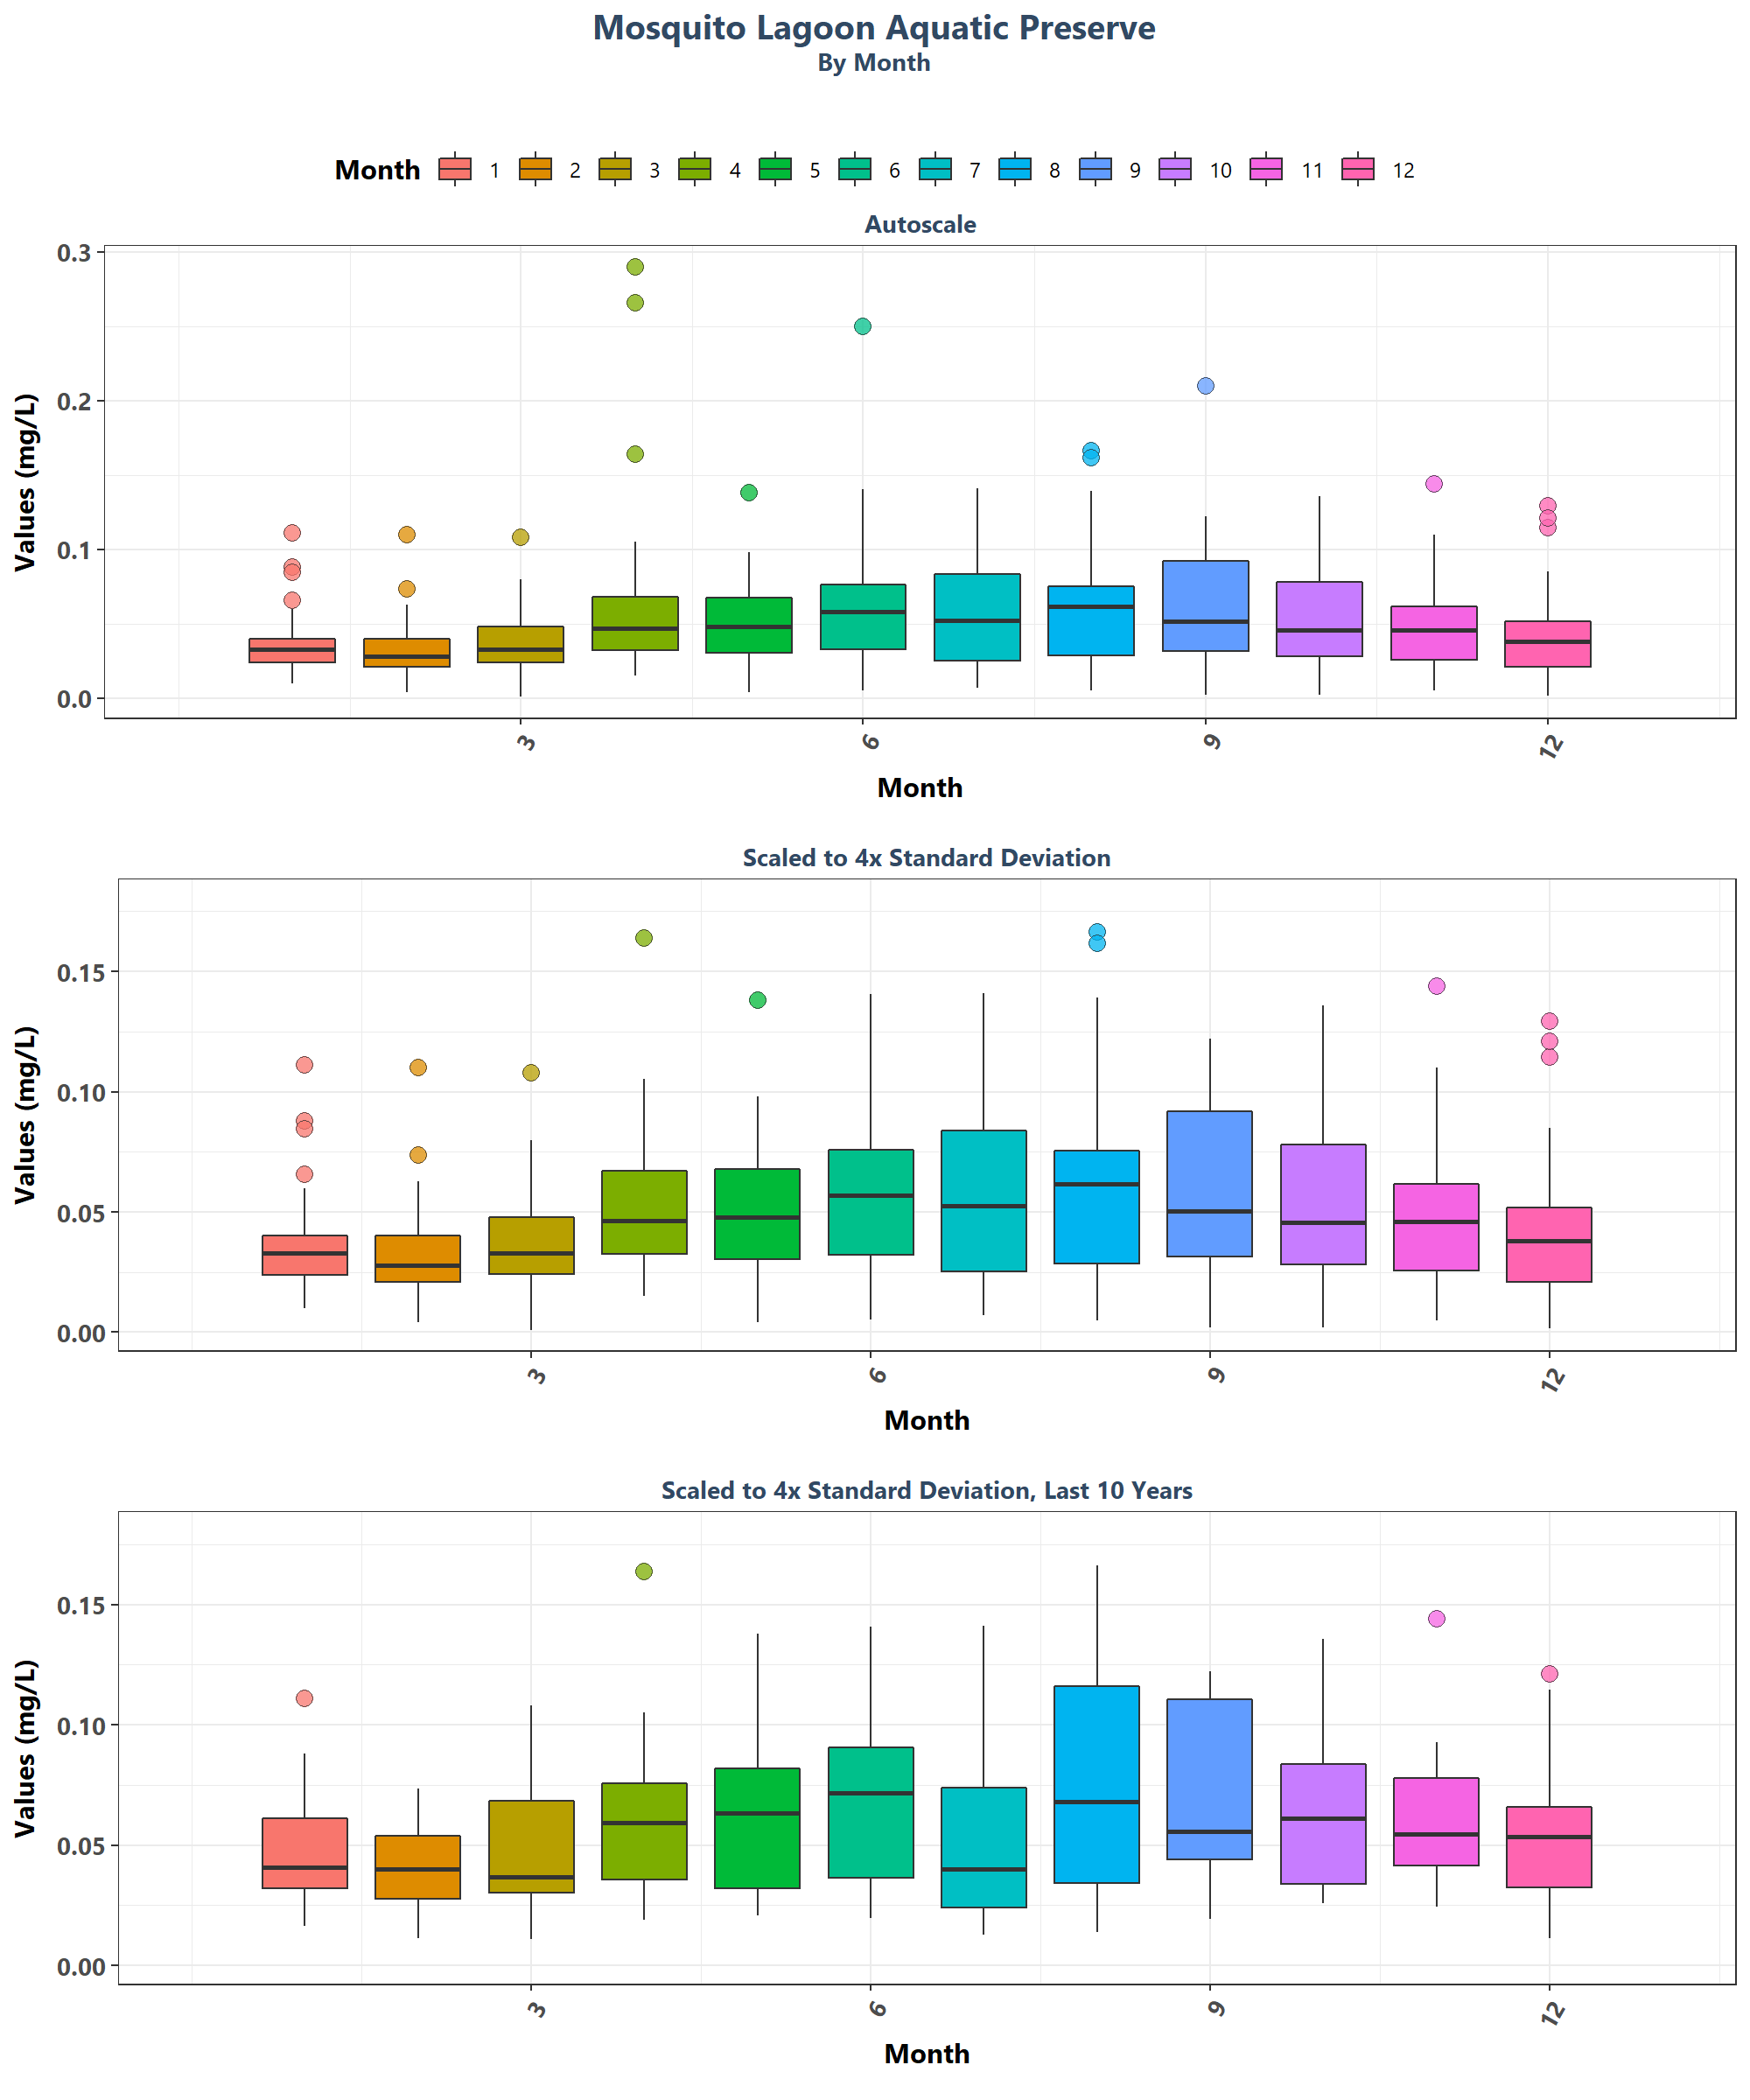 Mosquito Lagoon Aquatic Preserve
By Month
Month 1 2 3 4 5 6 7 8 9 10 11 12
Autoscale
Values (mg/L)
0.3
0.2
0.1
0.0
3 6 9 12
Month
Scaled to 4x Standard Deviation
Values (mg/L)
0.15
0.10
0.05
0.00
3 6 9 12
Month
Scaled to 4x Standard Deviation, Last 10 Years
Values (mg/L)
0.15
0.10
0.05
0.00
3 6 9 12
Month